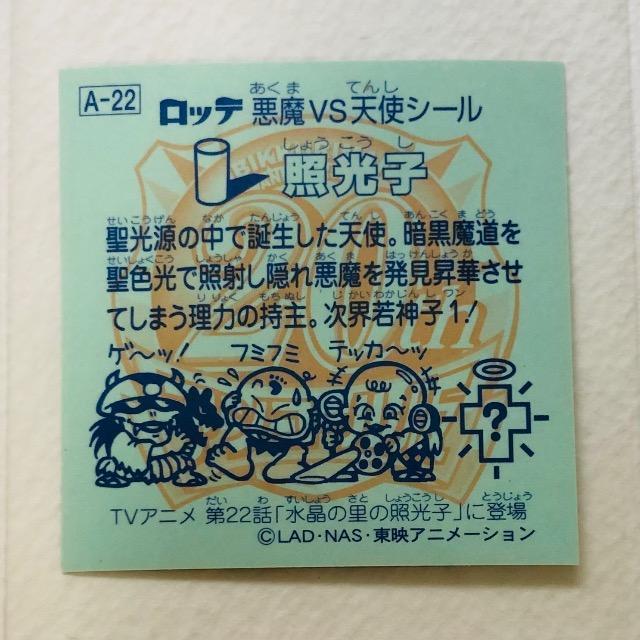 A-22
あくま てんし
ロッテ 悪魔VS天使シール
しょうこうし
照光子
せいこうげん なか たんじょう てんし あんこくまどう
聖光源の中で誕生した天使。暗黒魔道を
せいしょくこう しょうしゃ かく あくま はっけんしょうか
聖色光で照射し隠れ悪魔を発見昇華させ
りりょく もちぬし じかいわかじんしワン
てしまう理力の持主。次界若神子1!
ゲ〜ッ! フミフミ テッカ〜ッ
?
だい わ すいしょう さと しょうこうし とうじょう
TVアニメ 第22話「水晶の里の照光子」に登場
©LAD・NAS・東映アニメーション
20th